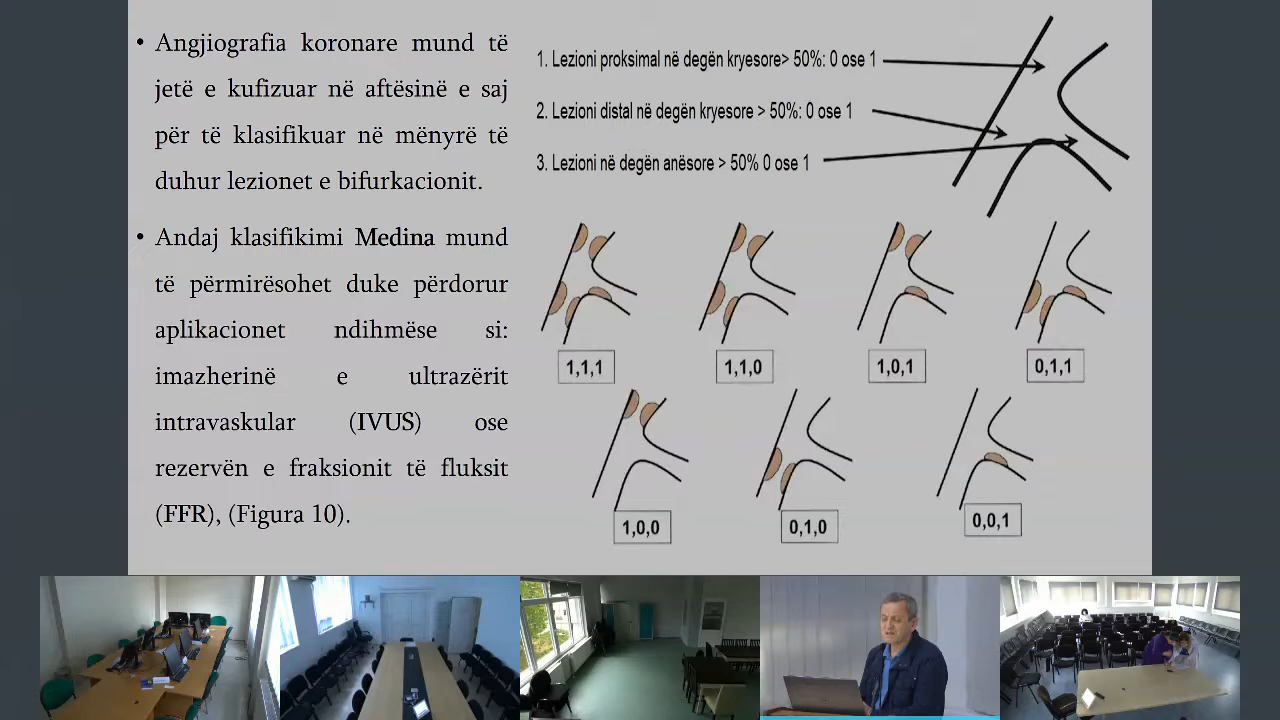 • Angjiografia koronare mund të
jetë e kufizuar në aftësinë e saj
për të klasifikuar në mënyrë të
duhur lezionet e bifurkacionit.
• Andaj klasifikimi Medina mund
të përmirësohet duke përdorur
aplikacionet ndihmëse si:
imazherinë e ultrazërit
intravaskular (IVUS) ose
rezervën e fraksionit të fluksit
(FFR), (Figura 10).
1. Lezioni proksimal në degën kryesore> 50%: 0 ose 1
2. Lezioni distal në degën kryesore > 50%: 0 ose 1
3. Lezioni në degën anësore > 50% 0 ose 1
1,1,1
1,1,0
1,0,1
0,1,1
1,0,0
0,1,0
0,0,1